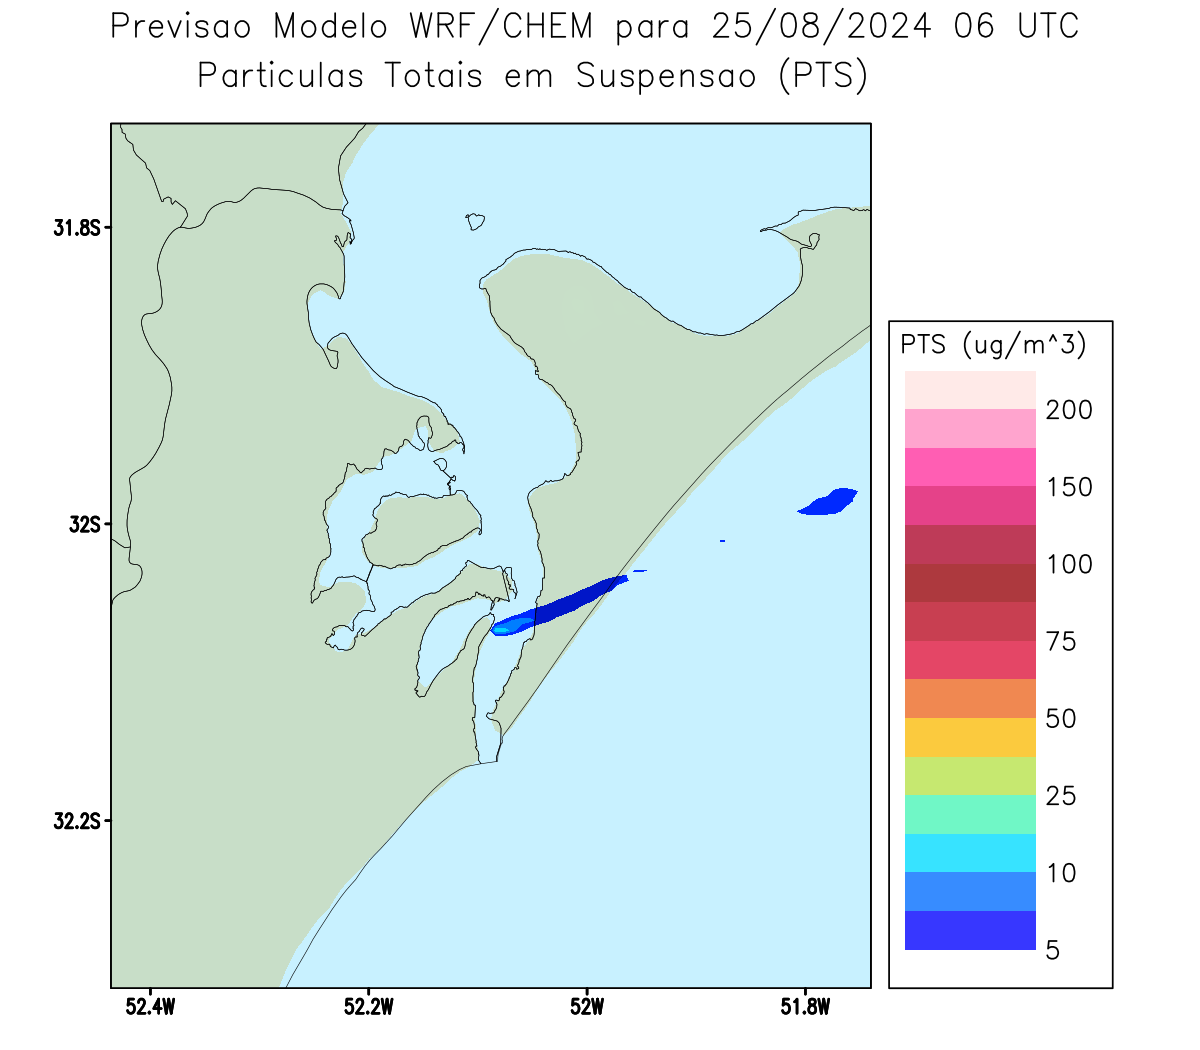 Previsao Modelo WRF/CHEM para 25/08/2024 06 UTC
Particulas Totais em Suspensao (PTS)
31.8S
32S
32.2S
52.4W
52.2W
52W
51.8W
PTS (ug/m^3)
200
150
100
75
50
25
10
5